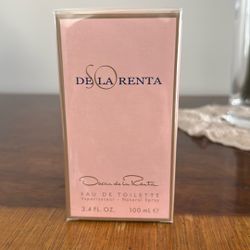 SO
DE LA RENTA
Oscar de la Renta
EAU DE TOILETTE
Vaporisateur - Natural Spray
3.4 FL. OZ. 100 mL e